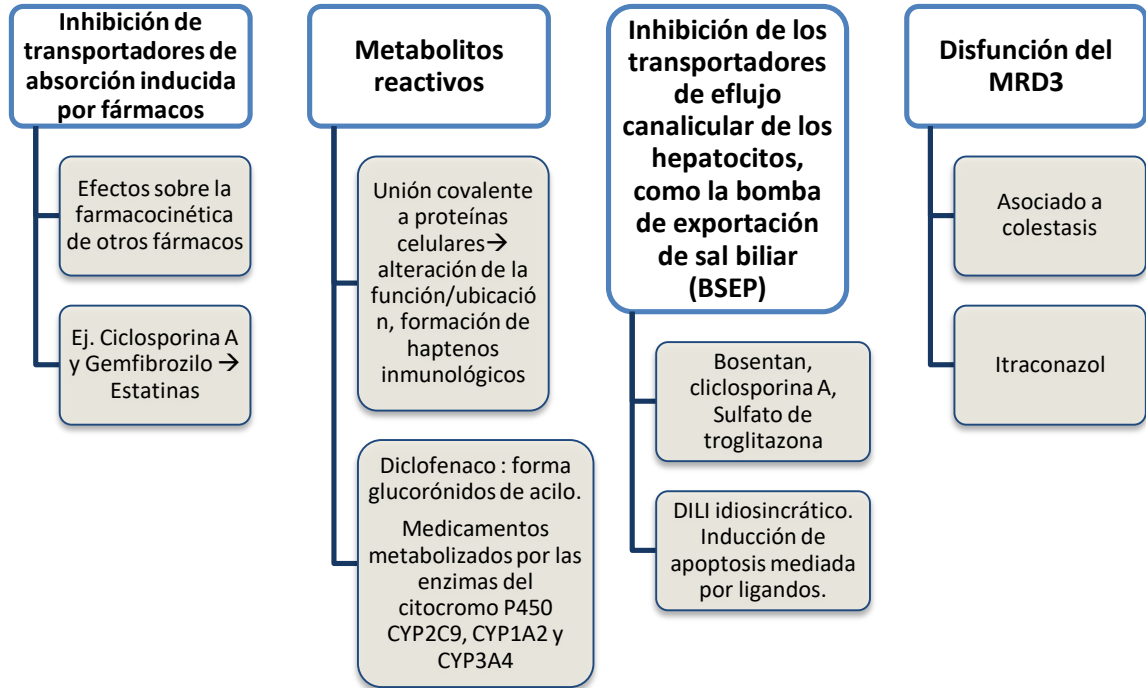 Inhibición de
transportadores de
absorción inducida
por fármacos
Efectos sobre la
farmacocinética
de otros fármacos
Ej. Ciclosporina A
y Gemfibrozilo →
Estatinas
Metabolitos
reactivos
Unión covalente
a proteínas
celulares→
alteración de la
función/ubicació
n, formación de
haptenos
inmunológicos
Diclofenaco : forma
glucorónidos de acilo.
Medicamentos
metabolizados por las
enzimas del
citocromo P450
CYP2C9, CYP1A2 y
CYP3A4
Inhibición de los
transportadores
de eflujo
canalicular de los
hepatocitos,
como la bomba
de exportación
de sal biliar
(BSEP)
Bosentan,
cliclosporina A,
Sulfato de
troglitazona
DILI idiosincrático.
Inducción de
apoptosis mediada
por ligandos.
Disfunción del
MRD3
Asociado a
colestasis
Itraconazol